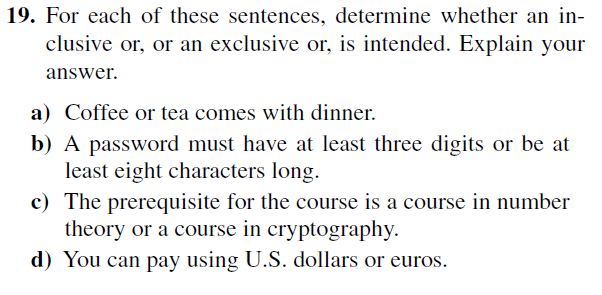 19. For each of these sentences, determine whether an in-
clusive or, or an exclusive or, is intended. Explain your
answer.
a) Coffee or tea comes with dinner.
b) A password must have at least three digits or be at
least eight characters long.
c) The prerequisite for the course is a course in number
theory or a course in cryptography.
d) You can pay using U.S. dollars or euros.